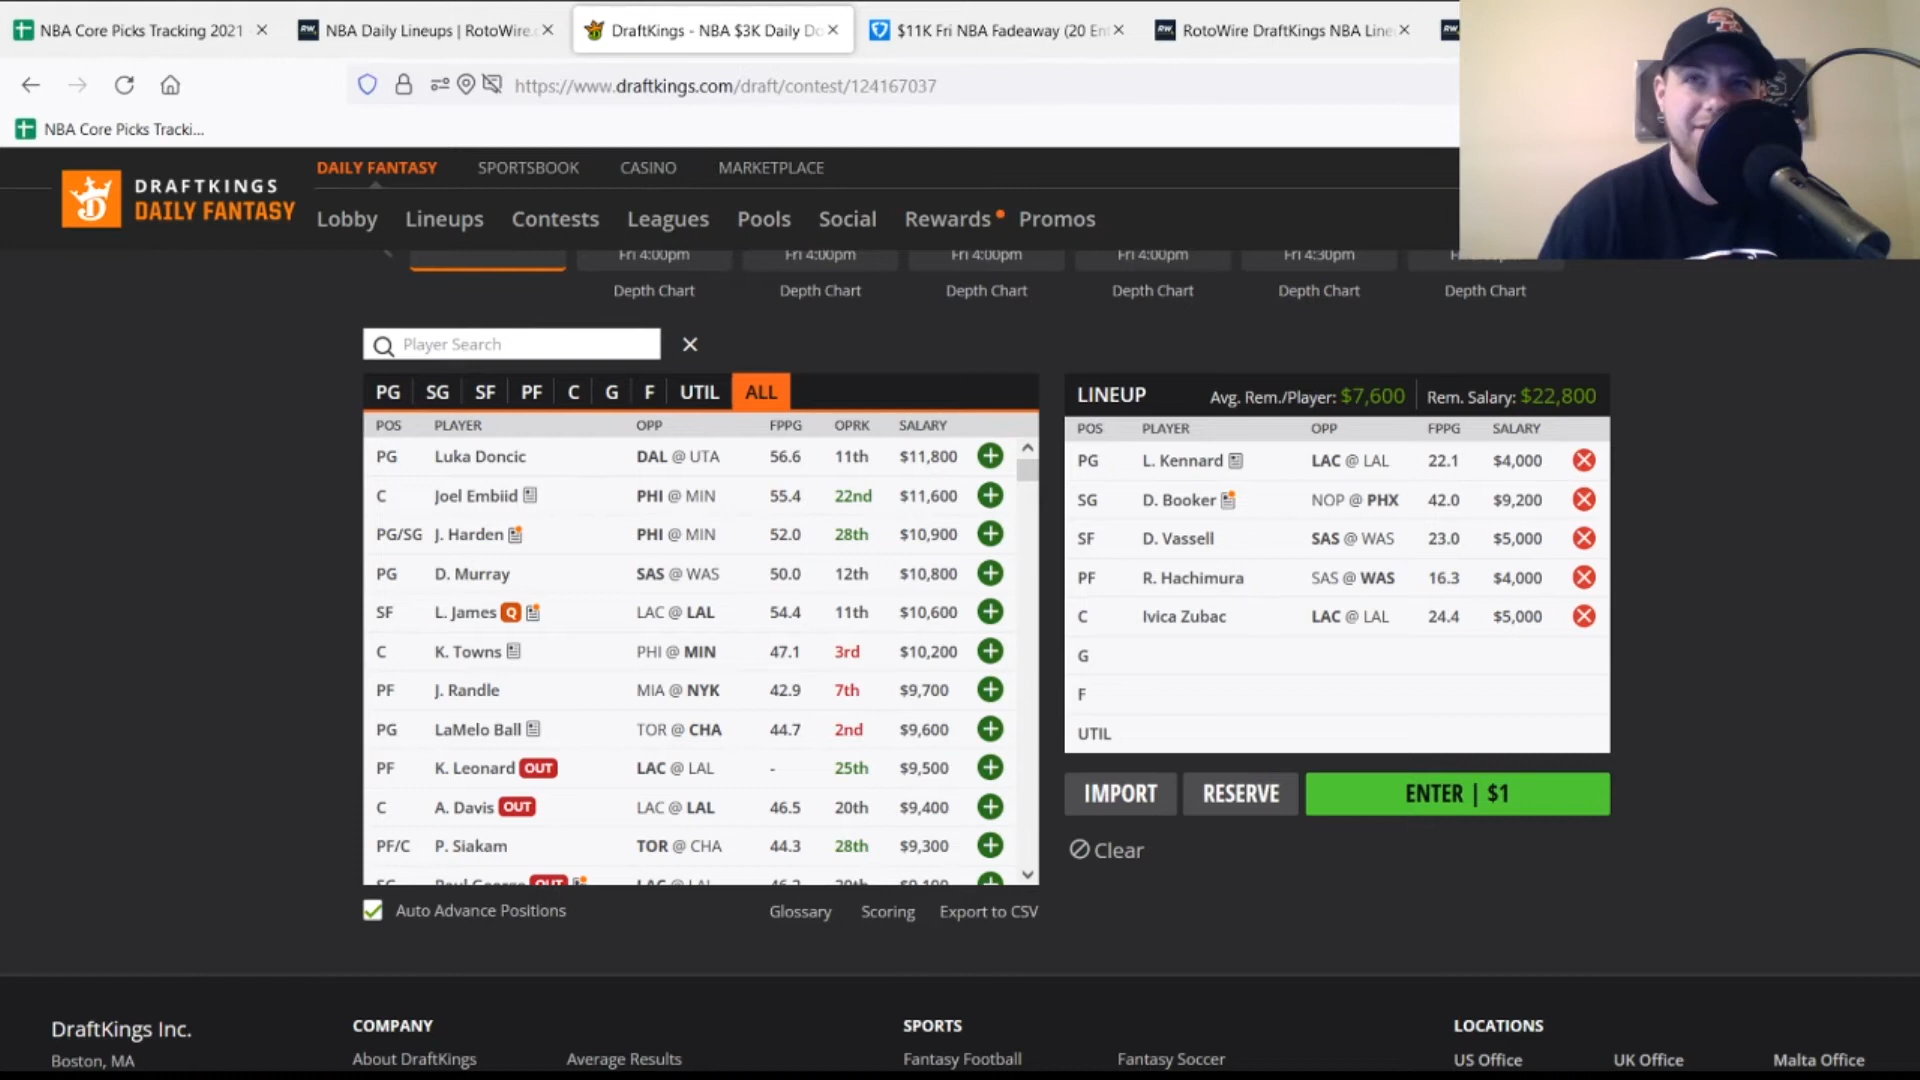 NBA Core Picks Tracking 2021
NBA Daily Lineups | RotoWire.c
DraftKings - NBA $3K Daily Do
$11K Fri NBA Fadeaway (20 Ent
RotoWire DraftKings NBA Line
https://www.draftkings.com/draft/contest/124167037
NBA Core Picks Tracki...
DRAFTKINGS
DAILY FANTASY
DAILY FANTASY SPORTSBOOK CASINO MARKETPLACE
Lobby Lineups Contests Leagues Pools Social Rewards Promos
Fri 4:00pm Fri 4:00pm Fri 4:00pm Fri 4:00pm Fri 4:30pm
Depth Chart Depth Chart Depth Chart Depth Chart Depth Chart Depth Chart
Player Search
PG SG SF PF C G F UTIL ALL
POS PLAYER OPP FPPG OPRK SALARY
PG Luka Doncic DAL @ UTA 56.6 11th $11,800
C Joel Embiid PHI @ MIN 55.4 22nd $11,600
PG/SG J. Harden PHI @ MIN 52.0 28th $10,900
PG D. Murray SAS @ WAS 50.0 12th $10,800
SF L. James Q LAC @ LAL 54.4 11th $10,600
C K. Towns PHI @ MIN 47.1 3rd $10,200
PF J. Randle MIA @ NYK 42.9 7th $9,700
PG LaMelo Ball TOR @ CHA 44.7 2nd $9,600
PF K. Leonard OUT LAC @ LAL - 25th $9,500
C A. Davis OUT LAC @ LAL 46.5 20th $9,400
PF/C P. Siakam TOR @ CHA 44.3 28th $9,300
SG Paul George OUT LAC @ LAL
Auto Advance Positions
Glossary Scoring Export to CSV
LINEUP Avg. Rem./Player: $7,600 Rem. Salary: $22,800
POS PLAYER OPP FPPG SALARY
PG L. Kennard LAC @ LAL 22.1 $4,000
SG D. Booker NOP @ PHX 42.0 $9,200
SF D. Vassell SAS @ WAS 23.0 $5,000
PF R. Hachimura SAS @ WAS 16.3 $4,000
C Ivica Zubac LAC @ LAL 24.4 $5,000
G
F
UTIL
IMPORT RESERVE ENTER | $1
Clear
DraftKings Inc.
Boston, MA
COMPANY
About DraftKings Average Results
SPORTS
Fantasy Football Fantasy Soccer
LOCATIONS
US Office UK Office Malta Office